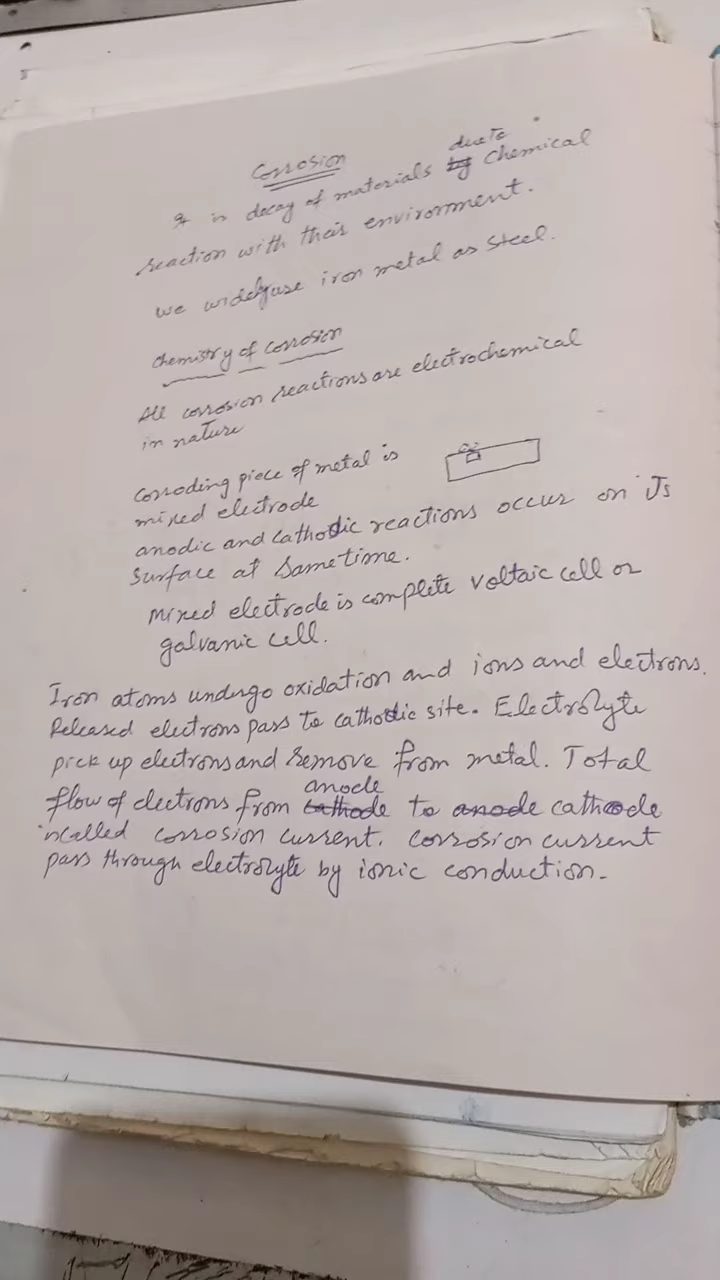 Corrosion
It is decay of materials by due to chemical
reaction with their environment.
we widely use iron metal as steel.
chemistry of corrosion
All corrosion reactions are electrochemical
in nature
Corroding piece of metal is
mixed electrode
anodic and cathodic reactions occur on Its
surface at sametime.
Mixed electrode is complete voltaic cell or
galvanic cell.
Iron atoms undergo oxidation and ions and electrons.
Released electrons pass to cathodic site. Electrolyte
pick up electrons and remove from metal. Total
flow of electrons from cathode anode to anode cathode
is called corrosion current. Corrosion current
pass through electrolyte by ionic conduction.